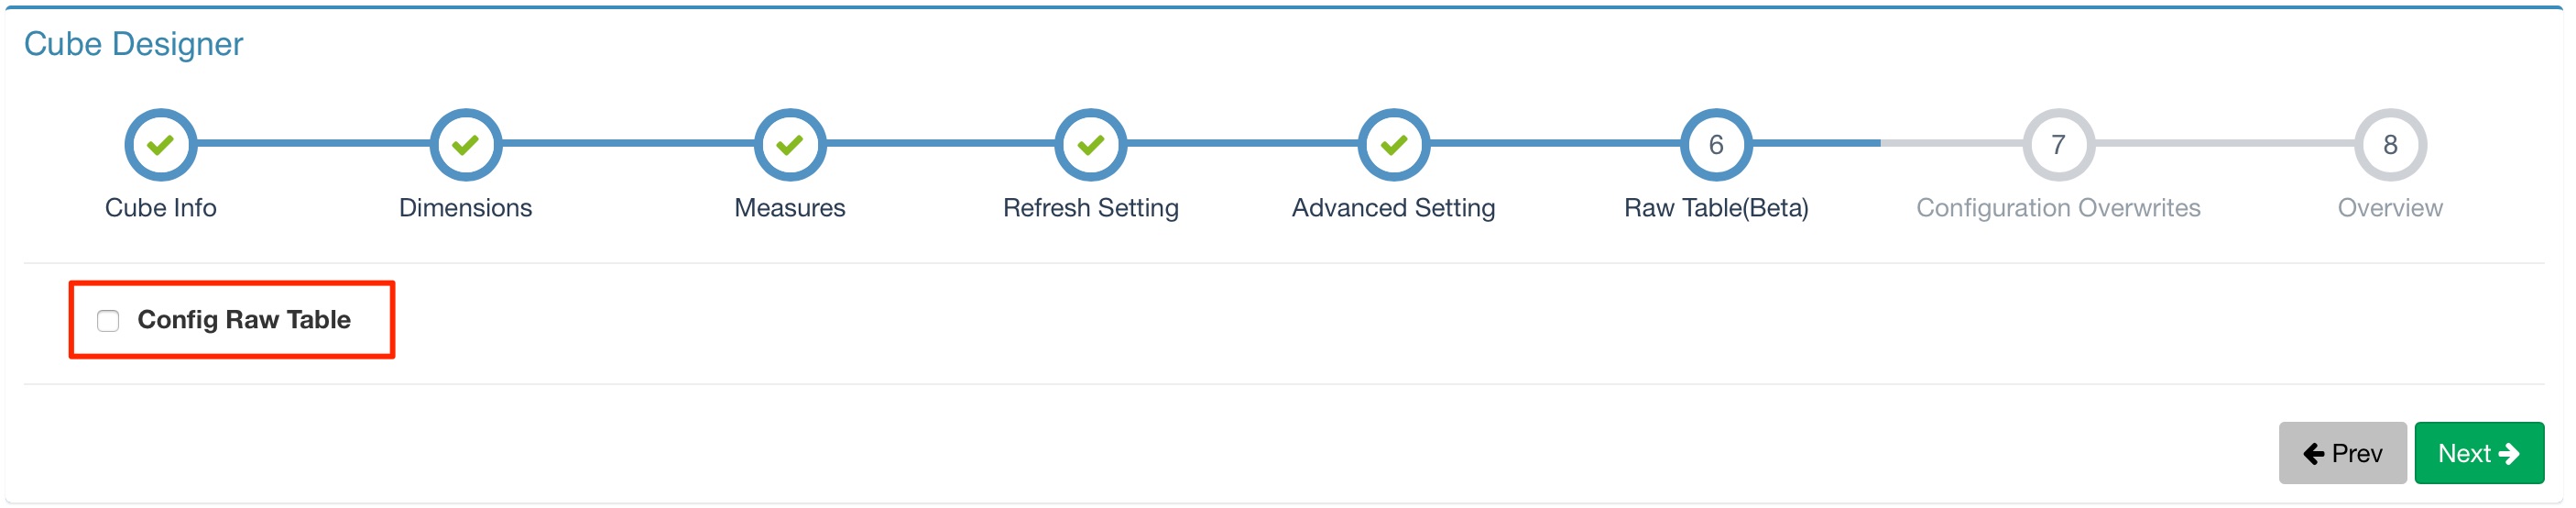 Cube Designer
6 7 8
Cube Info Dimensions Measures Refresh Setting Advanced Setting Raw Table(Beta) Configuration Overwrites Overview
Config Raw Table
Prev Next